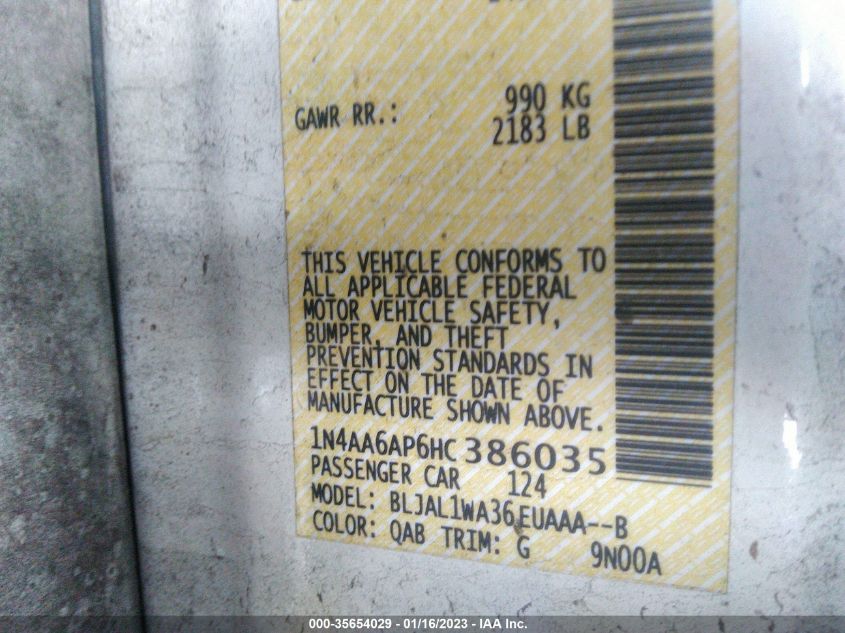 GAWR RR.: 990 KG
2183 LB
THIS VEHICLE CONFORMS TO
ALL APPLICABLE FEDERAL
MOTOR VEHICLE SAFETY,
BUMPER, AND THEFT
PREVENTION STANDARDS IN
EFFECT ON THE DATE OF
MANUFACTURE SHOWN ABOVE.
1N4AA6AP6HC386035
PASSENGER CAR 124
MODEL: BLJAL1WA36EUAAA--B
COLOR: QAB TRIM: G 9N00A
000-35654029 - 01/16/2023 - IAA Inc.